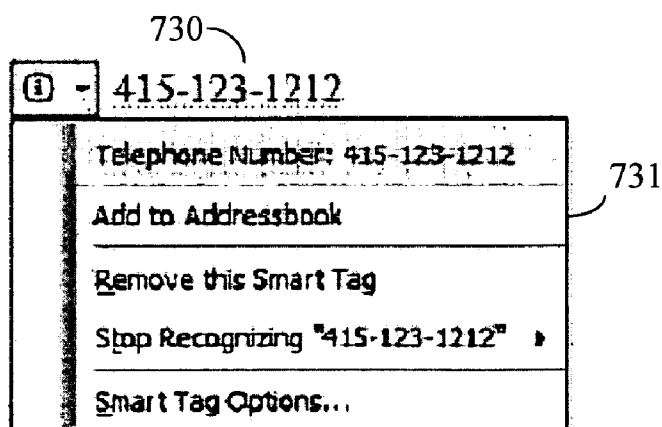 730
415-123-1212
Telephone Number: 415-123-1212
731
Add to Addressbook
Remove this Smart Tag
Stop Recognizing "415-123-1212"
Smart Tag Options...